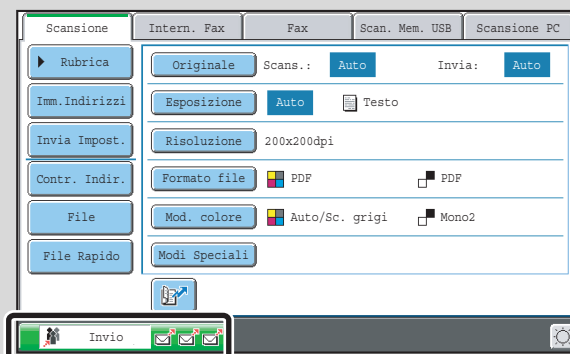 Scansione Intern. Fax Fax Scan. Mem. USB Scansione PC
Rubrica Originale Scans.: Auto Invia: Auto
Imm.Indirizzi Esposizione Auto Testo
Invia Impost. Risoluzione 200x200dpi
Contr. Indir. Formato file PDF PDF
File Mod. colore Auto/Sc. grigi Mono2
File Rapido Modi Speciali
Invio